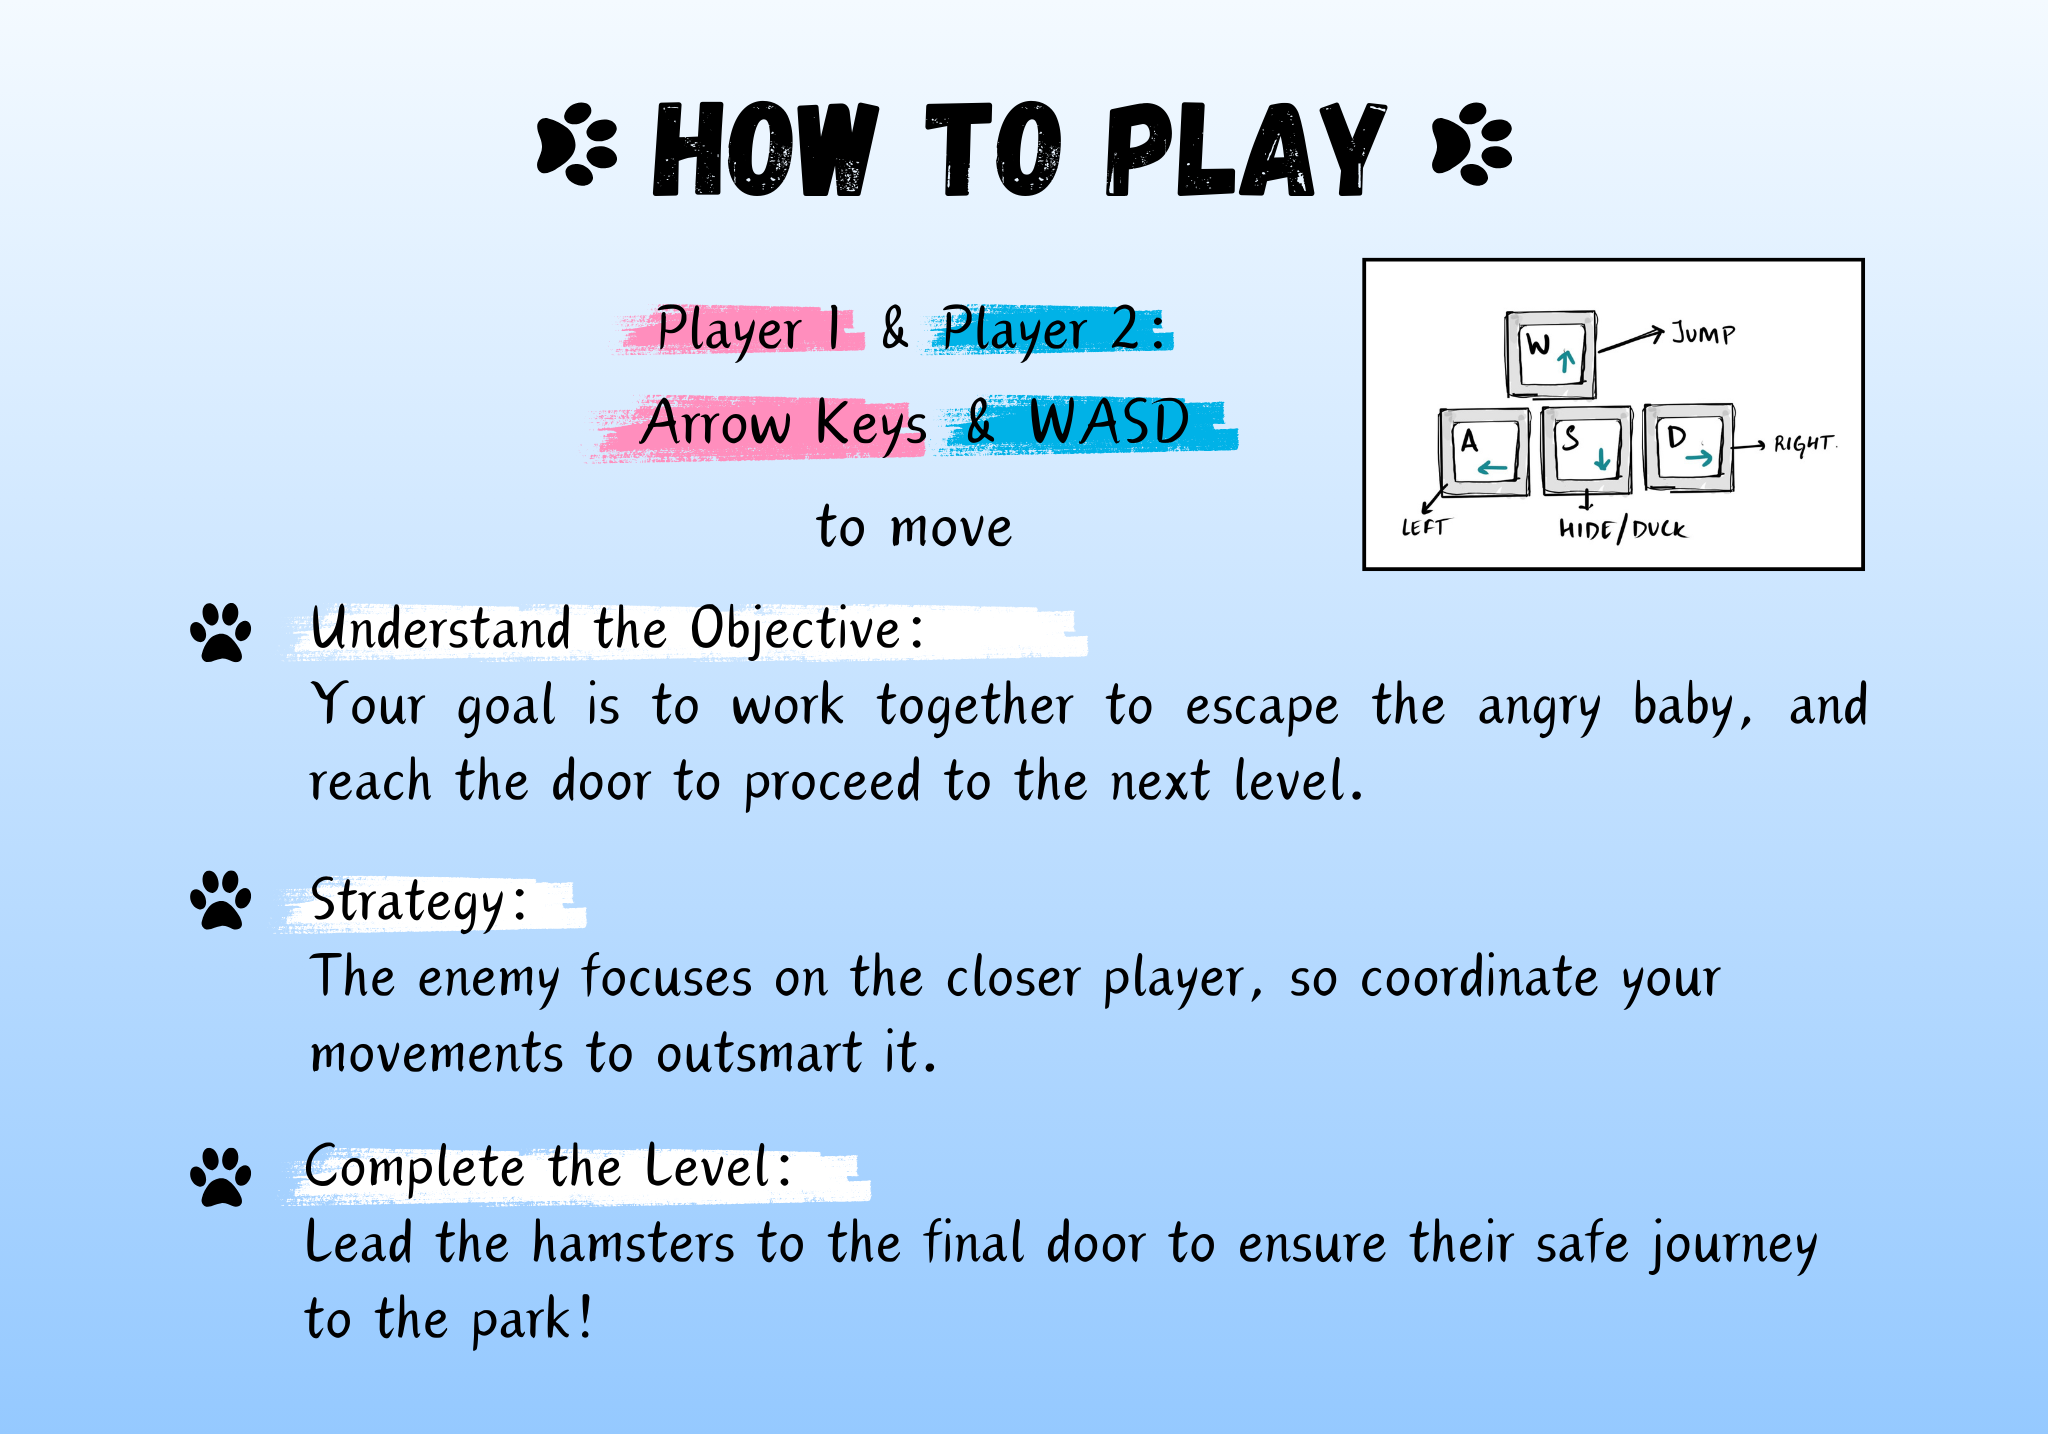 HOW TO PLAY
Player 1 & Player 2:
Arrow Keys & WASD
to move
W
JUMP
A
S
D
RIGHT.
LEFT
HIDE/DUCK
Understand the Objective:
Your goal is to work together to escape the angry baby, and
reach the door to proceed to the next level.
Strategy:
The enemy focuses on the closer player, so coordinate your
movements to outsmart it.
Complete the Level:
Lead the hamsters to the final door to ensure their safe journey
to the park!